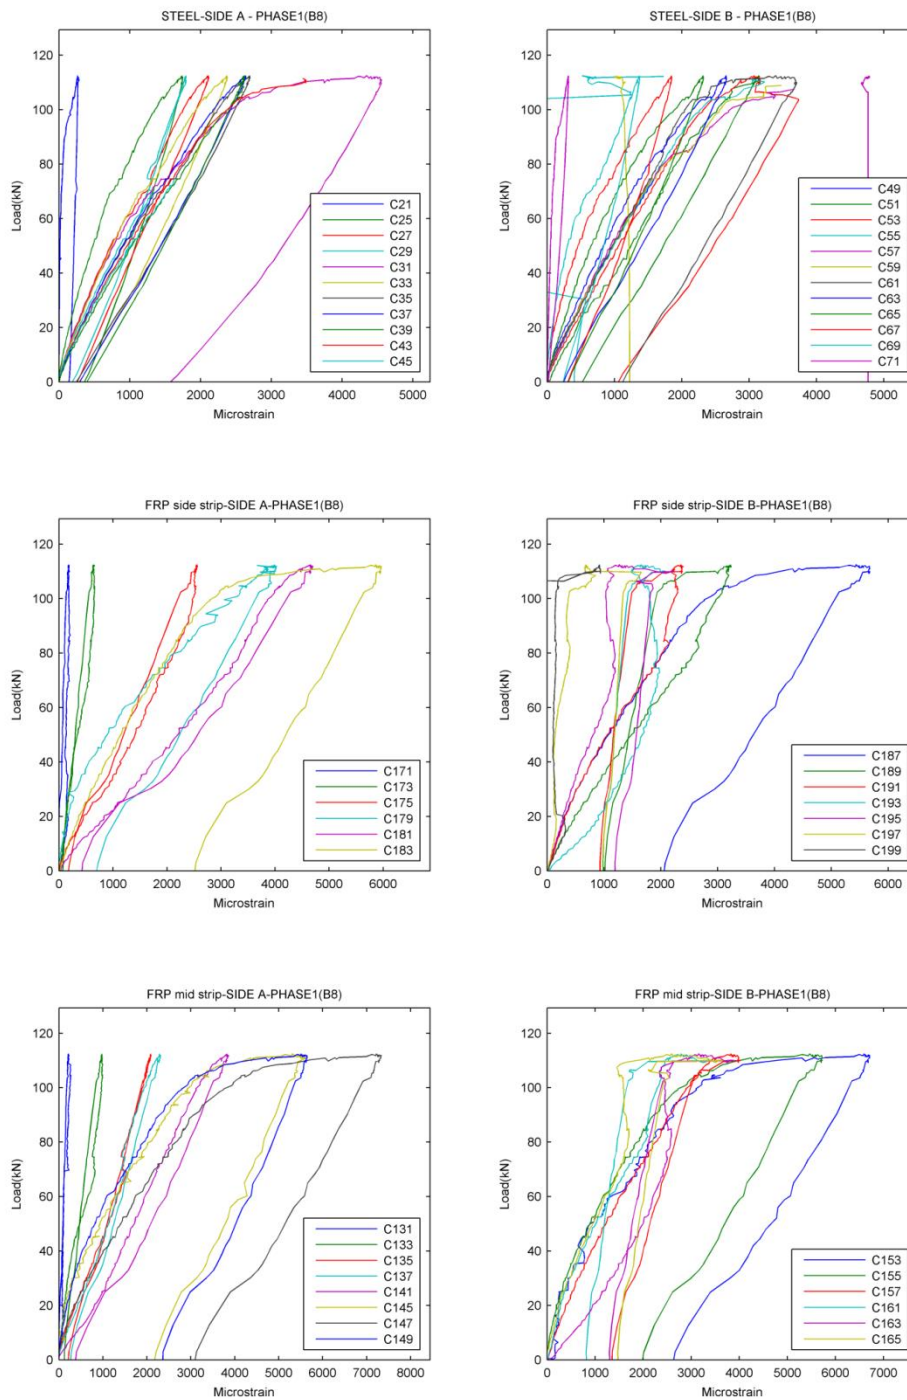 STEEL-SIDE A - PHASE1(B8)
120
100
80
60
40
20
0
Load(kN)
C21
C25
C27
C29
C31
C33
C35
C37
C39
C43
C45
0 1000 2000 3000 4000 5000
Microstrain
STEEL-SIDE B - PHASE1(B8)
120
100
80
60
40
20
0
Load(kN)
C49
C51
C53
C55
C57
C59
C61
C63
C65
C67
C69
C71
0 1000 2000 3000 4000 5000
Microstrain
FRP side strip-SIDE A-PHASE1(B8)
120
100
80
60
40
20
0
Load(kN)
C171
C173
C175
C179
C181
C183
0 1000 2000 3000 4000 5000 6000
Microstrain
FRP side strip-SIDE B-PHASE1(B8)
120
100
80
60
40
20
0
Load(kN)
C187
C189
C191
C193
C195
C197
C199
0 1000 2000 3000 4000 5000 6000
Microstrain
FRP mid strip-SIDE A-PHASE1(B8)
120
100
80
60
40
20
0
Load(kN)
C131
C133
C135
C137
C141
C145
C147
C149
0 1000 2000 3000 4000 5000 6000 7000 8000
Microstrain
FRP mid strip-SIDE B-PHASE1(B8)
120
100
80
60
40
20
0
Load(kN)
C153
C155
C157
C161
C163
C165
0 1000 2000 3000 4000 5000 6000 7000
Microstrain